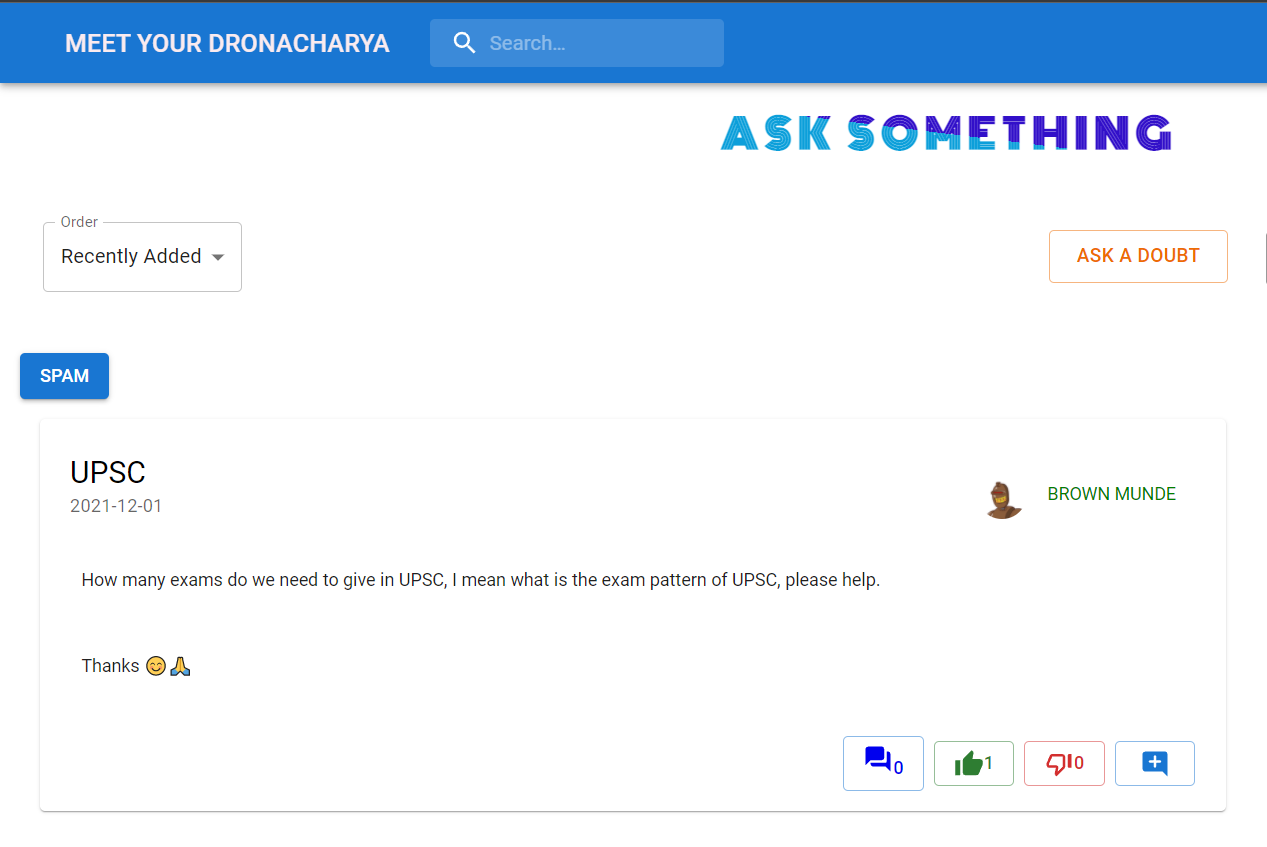 MEET YOUR DRONACHARYA
Search...
ASK SOMETHING
Order
Recently Added
ASK A DOUBT
SPAM
UPSC
2021-12-01
BROWN MUNDE
How many exams do we need to give in UPSC, I mean what is the exam pattern of UPSC, please help.
Thanks 😊🙏
0
1
0